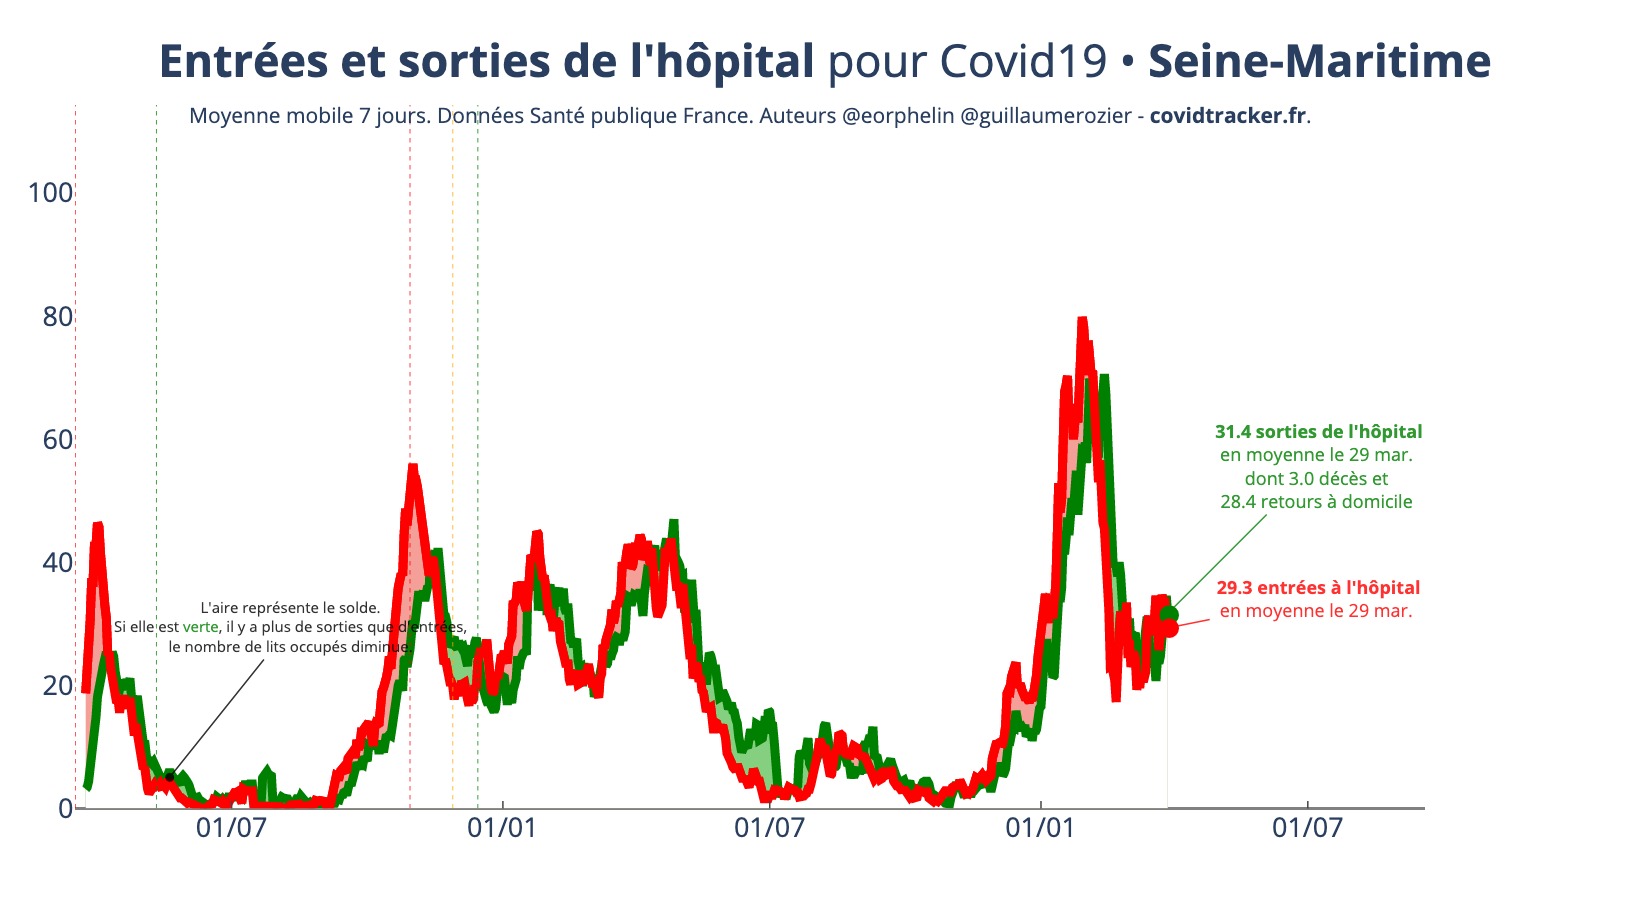 Entrées et sorties de l'hôpital pour Covid19 • Seine-Maritime
Moyenne mobile 7 jours. Données Santé publique France. Auteurs @eorphelin @guillaumerozier - covidtracker.fr.
100
80
60
40
20
0
31.4 sorties de l'hôpital
en moyenne le 29 mar.
dont 3.0 décès et
28.4 retours à domicile
29.3 entrées à l'hôpital
en moyenne le 29 mar.
L'aire représente le solde.
Si elle est verte, il y a plus de sorties que d'entrées,
le nombre de lits occupés diminue.
01/07
01/01
01/07
01/01
01/07